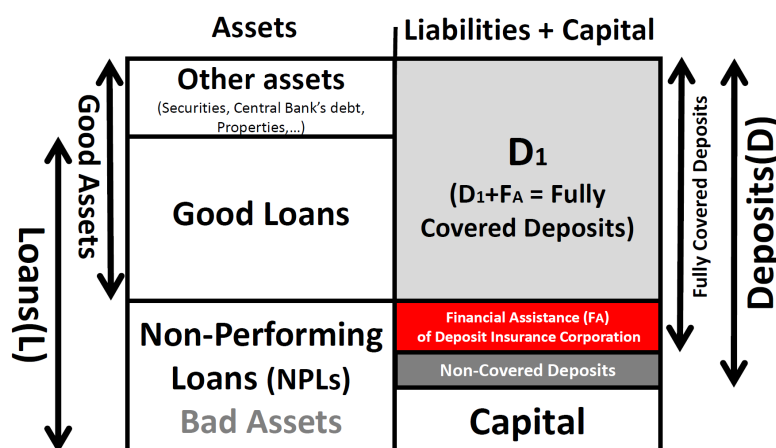 Assets
Liabilities + Capital
Good Assets
Loans(L)
Other assets
(Securities, Central Bank's debt,
Properties,...)
Good Loans
Non-Performing
Loans (NPLs)
Bad Assets
D1
(D1+FA = Fully
Covered Deposits)
Financial Assistance (FA)
of Deposit Insurance Corporation
Non-Covered Deposits
Capital
Fully Covered Deposits
Deposits(D)